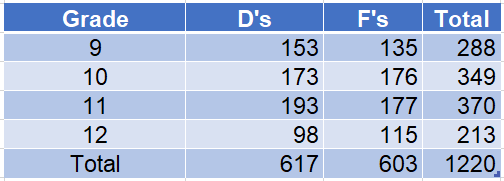 Grade D's F's Total
9 153 135 288
10 173 176 349
11 193 177 370
12 98 115 213
Total 617 603 1220